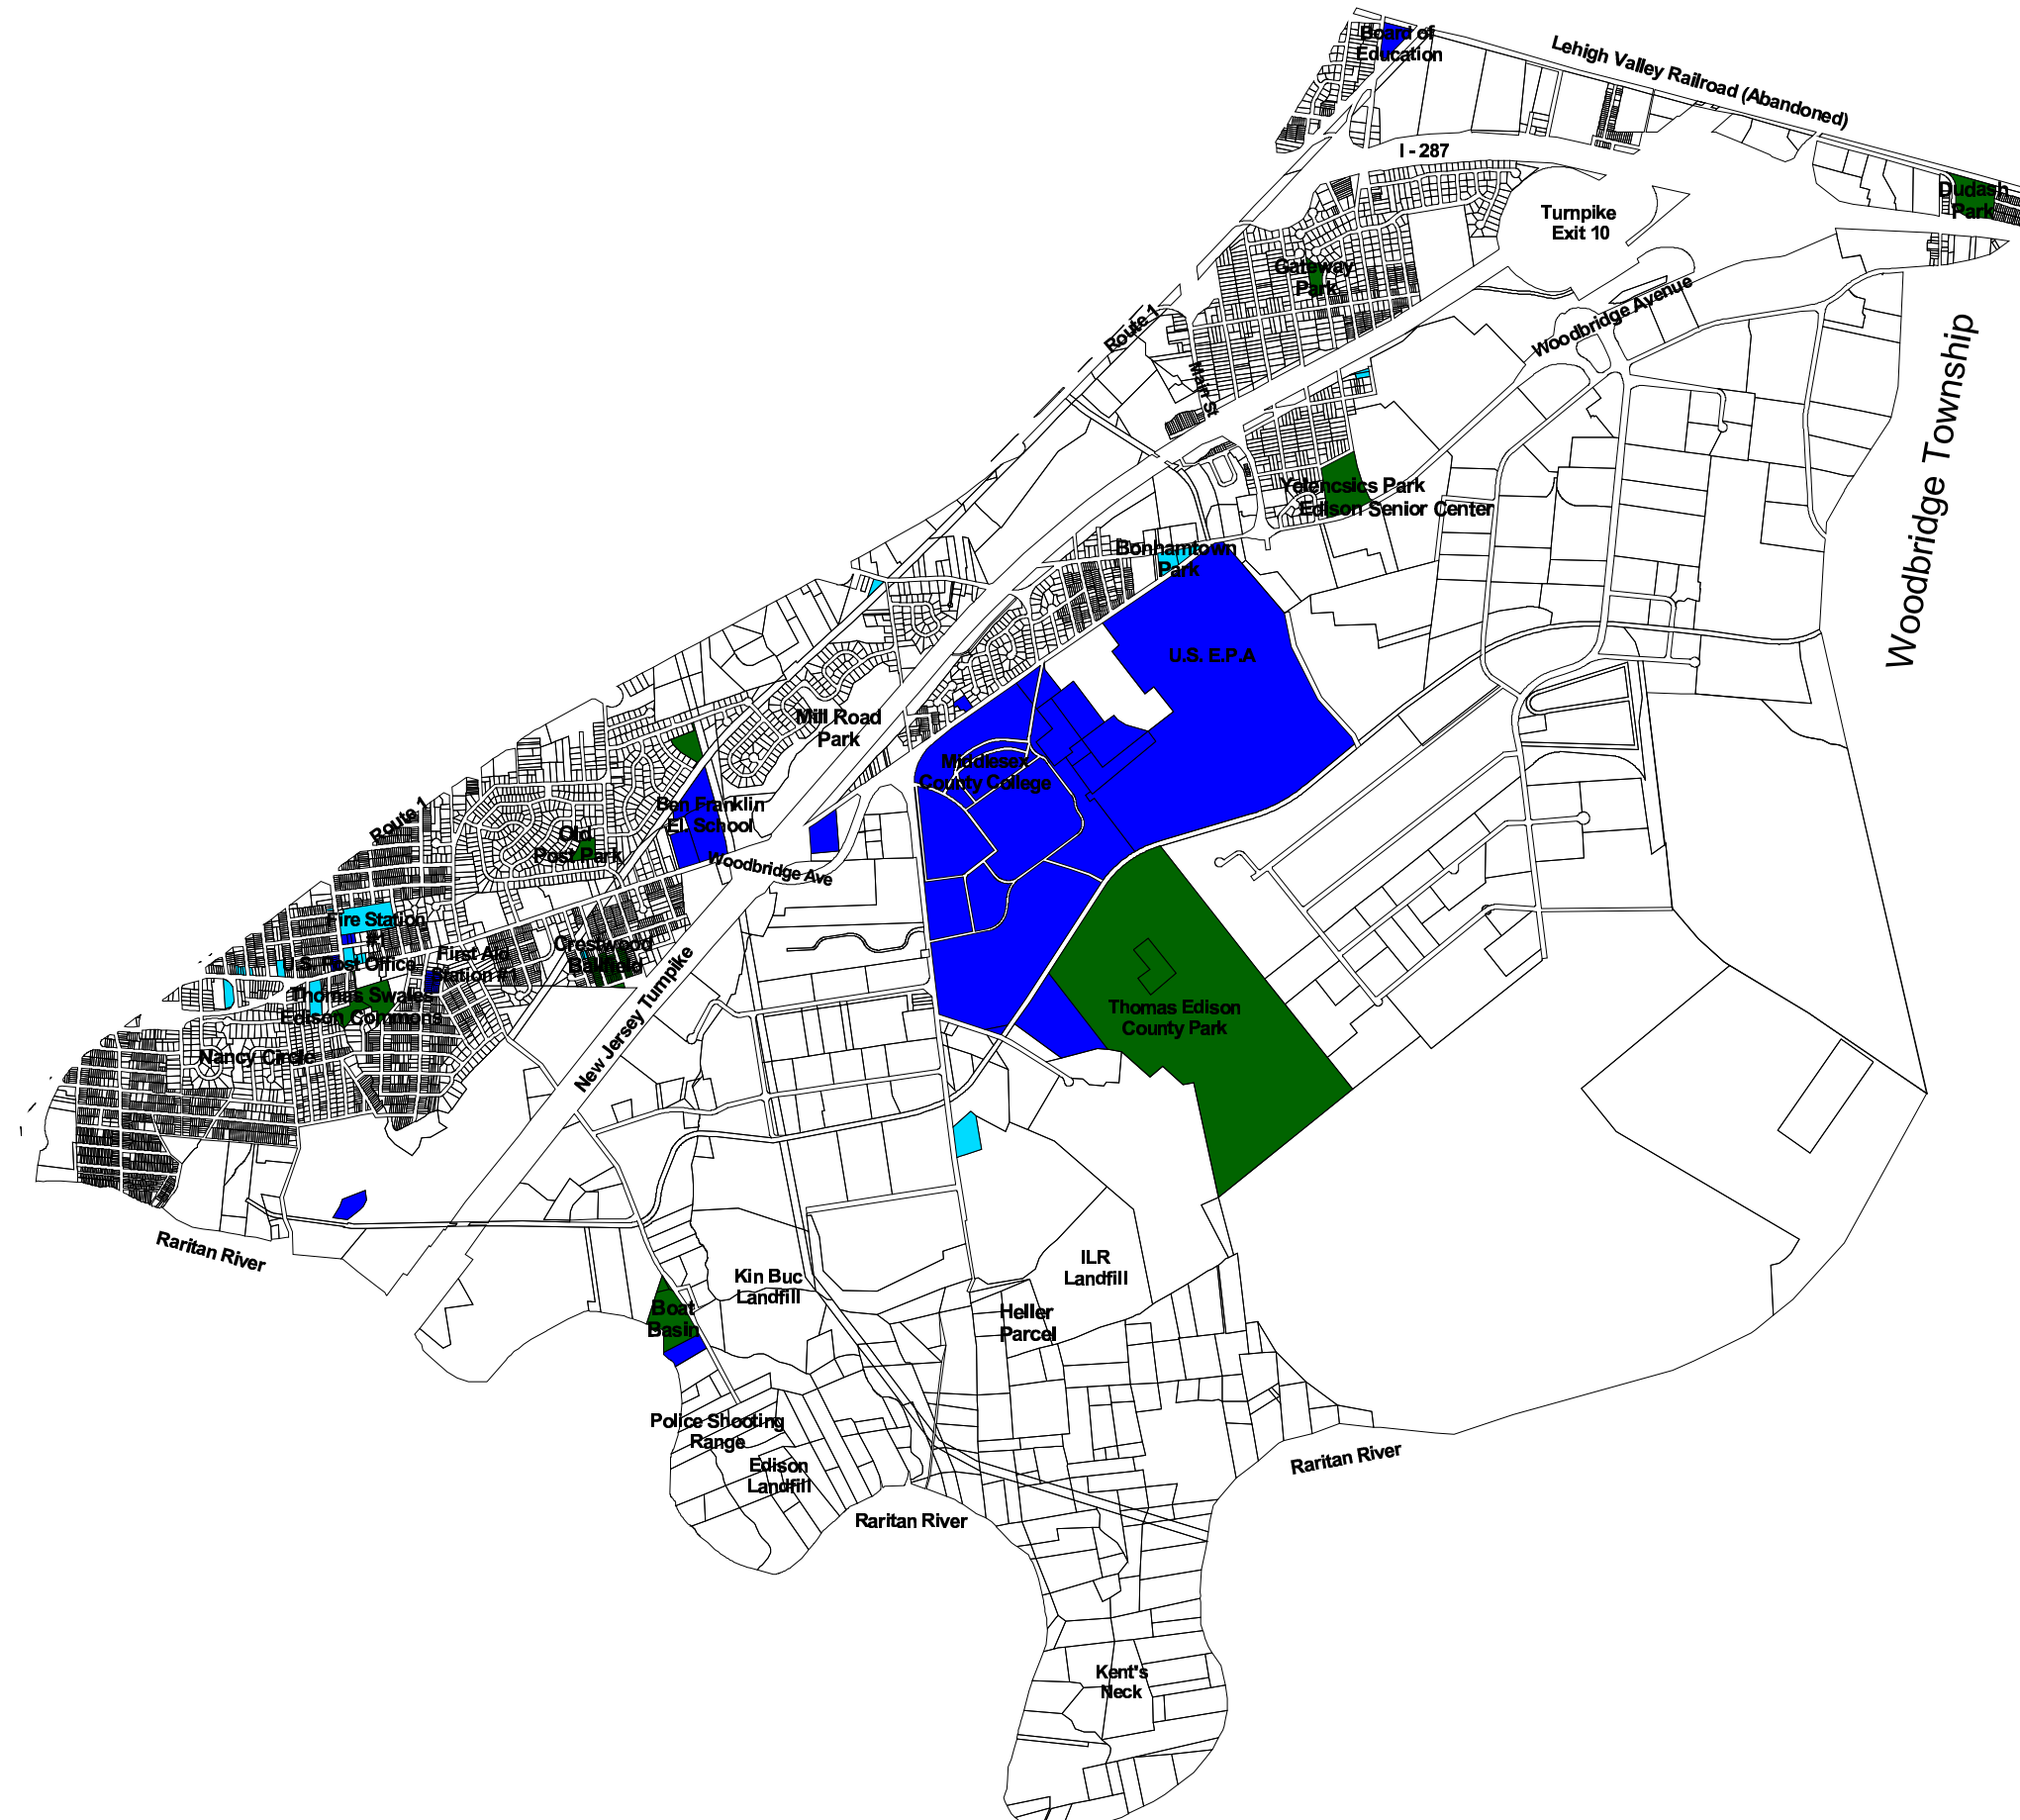 Board of
Education
Lehigh Valley Railroad (Abandoned)
I - 287
Dudash
Park
Turnpike
Exit 10
Gateway
Park
Route 1
Woodbridge Avenue
Main St
Woodbridge Township
Yelencsics Park
Edison Senior Center
Bonhamtown
Park
U.S. E.P.A
Mill Road
Park
Middlesex
County College
Ben Franklin
El. School
Route 1
Old
Post Park
Woodbridge Ave
Fire Station
#1
First Aid
Station #1
Crestwood
Ballfield
U.S. Post Office
Thomas Swales
Edison Commons
New Jersey Turnpike
Thomas Edison
County Park
Nancy Circle
Raritan River
Kin Buc
Landfill
ILR
Landfill
Boat
Basin
Heller
Parcel
Police Shooting
Range
Edison
Landfill
Raritan River
Raritan River
Kent's
Neck